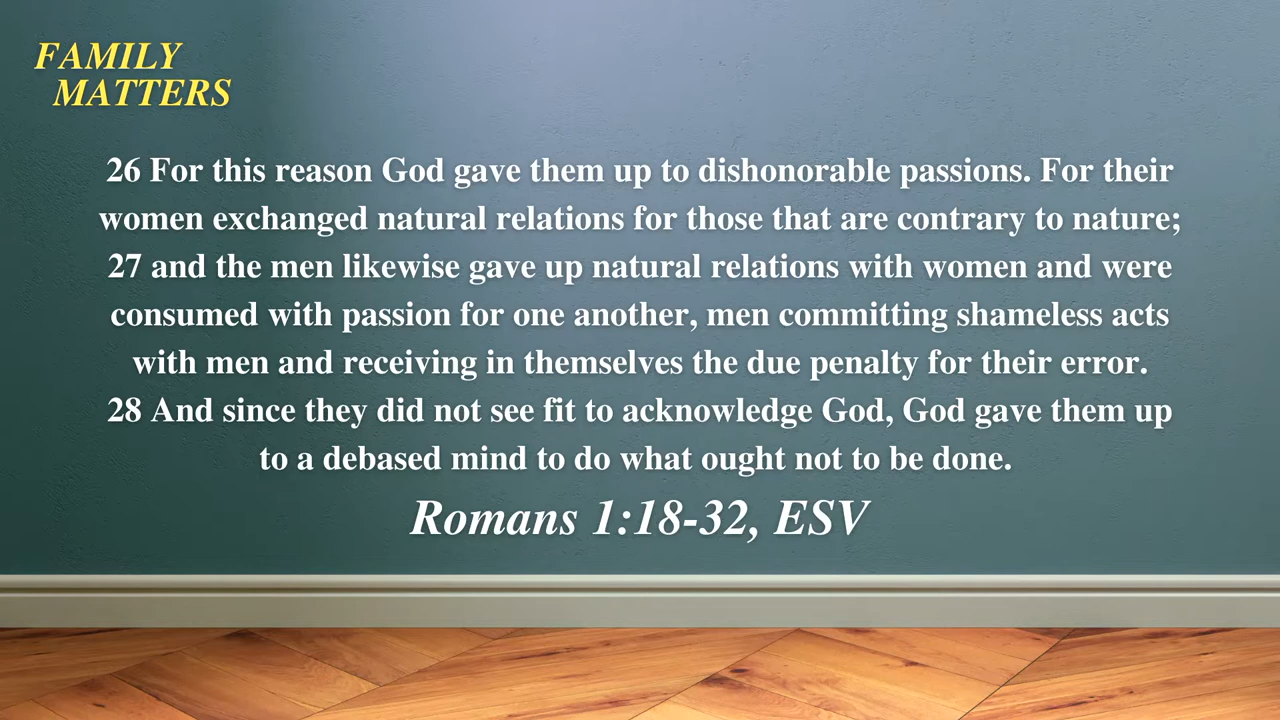 FAMILY
MATTERS
26 For this reason God gave them up to dishonorable passions. For their
women exchanged natural relations for those that are contrary to nature;
27 and the men likewise gave up natural relations with women and were
consumed with passion for one another, men committing shameless acts
with men and receiving in themselves the due penalty for their error.
28 And since they did not see fit to acknowledge God, God gave them up
to a debased mind to do what ought not to be done.
Romans 1:18-32, ESV